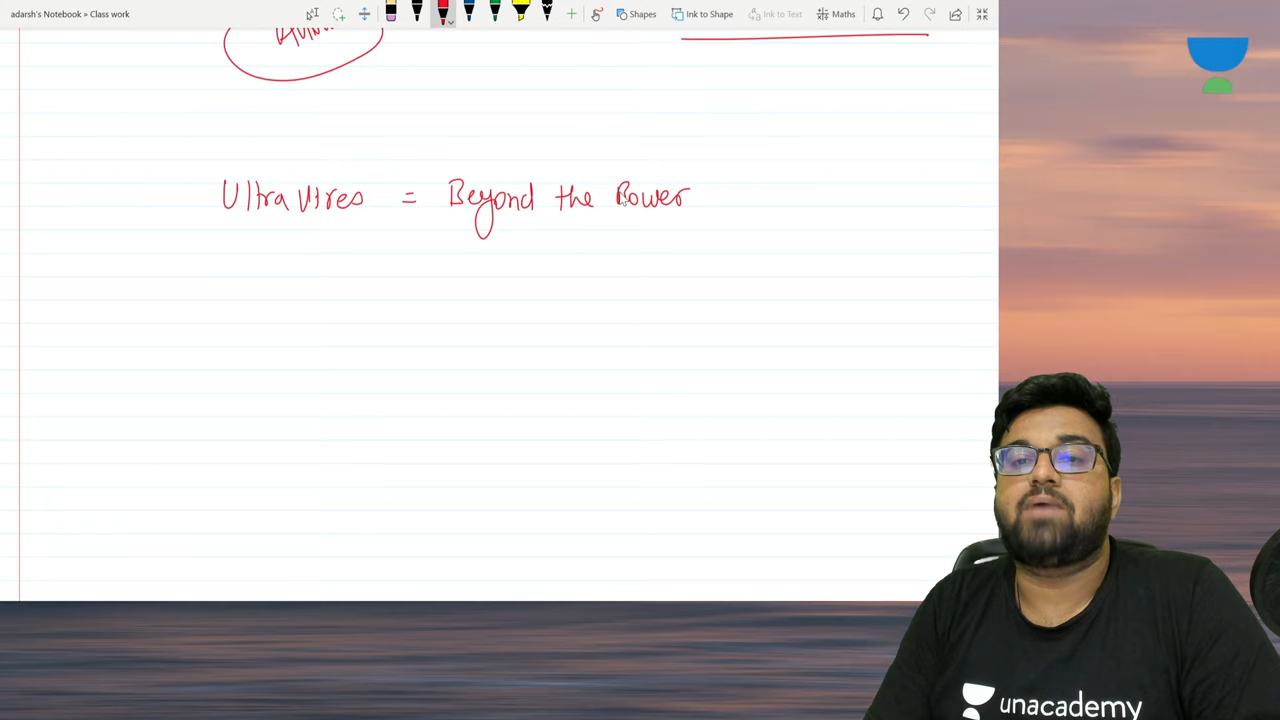 adarsh's Notebook » Class work
Shapes
Ink to Shape
Ink to Text
Maths
Ultra Vires = Beyond the Power
unacademy